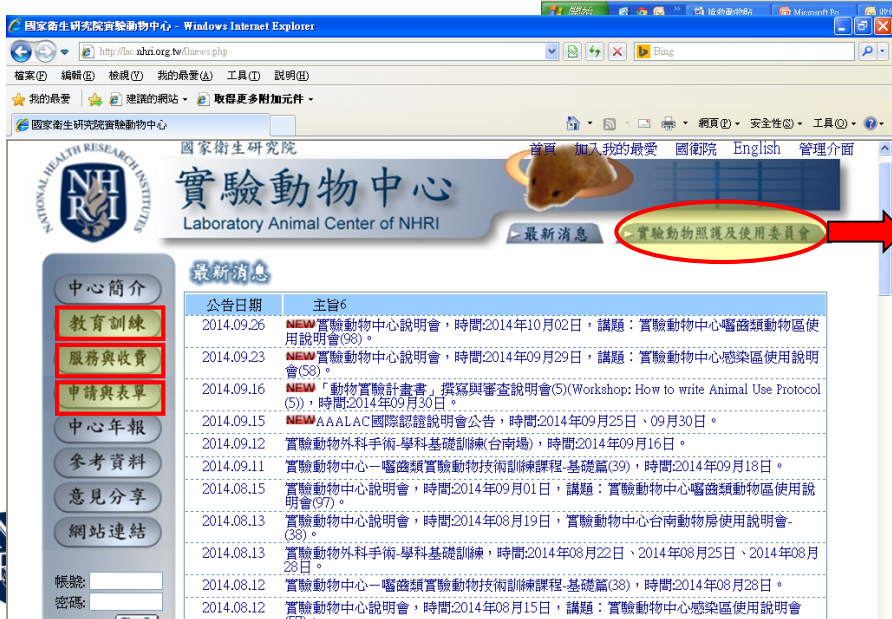 開始
檢救動物站
Microsoft Po...
國家衛生研究院實驗動物中心 - Windows Internet Explorer
http://lac.nhri.org.tw/0news.php
Bing
檔案(F) 編輯(E) 檢視(V) 我的最愛(A) 工具(T) 說明(H)
我的最愛 建議的網站 取得更多附加元件
國家衛生研究院實驗動物中心
網頁(P) 安全性(S) 工具(O)
NATIONAL HEALTH RESEARCH INSTITUTES
NHRI
國家衛生研究院
實驗動物中心
Laboratory Animal Center of NHRI
首頁 加入我的最愛 國衛院 English 管理介面
最新消息 實驗動物照護及使用委員會
中心簡介
教育訓練
服務與收費
申請與表單
中心年報
參考資料
意見分享
網站連結
帳號:
密碼:
最新消息
公告日期 主旨6
2014.09.26 NEW實驗動物中心說明會,時間:2014年10月02日,講題:實驗動物中心囓齒類動物區使
用說明會(98)。
2014.09.23 NEW實驗動物中心說明會,時間:2014年09月29日,講題:實驗動物中心感染區使用說明
會(58)。
2014.09.16 NEW「動物實驗計畫書」撰寫與審查說明會(5)(Workshop: How to write Animal Use Protocol
(5)),時間:2014年09月30日。
2014.09.15 NEWAAALAC國際認證說明會公告,時間:2014年09月25日、09月30日。
2014.09.12 實驗動物外科手術-學科基礎訓練(台南場),時間:2014年09月16日。
2014.09.11 實驗動物中心－囓齒類實驗動物技術訓練課程-基礎篇(39),時間:2014年09月18日。
2014.08.15 實驗動物中心說明會,時間:2014年09月01日,講題:實驗動物中心囓齒類動物區使用說
明會(97)。
2014.08.13 實驗動物中心說明會,時間:2014年08月19日,實驗動物中心台南動物房使用說明會-
(38)。
2014.08.13 實驗動物外科手術-學科基礎訓練,時間:2014年08月22日、2014年08月25日、2014年08月
28日。
2014.08.12 實驗動物中心－囓齒類實驗動物技術訓練課程-基礎篇(38),時間:2014年08月28日。
2014.08.12 實驗動物中心說明會,時間:2014年08月15日,講題:實驗動物中心感染區使用說明會